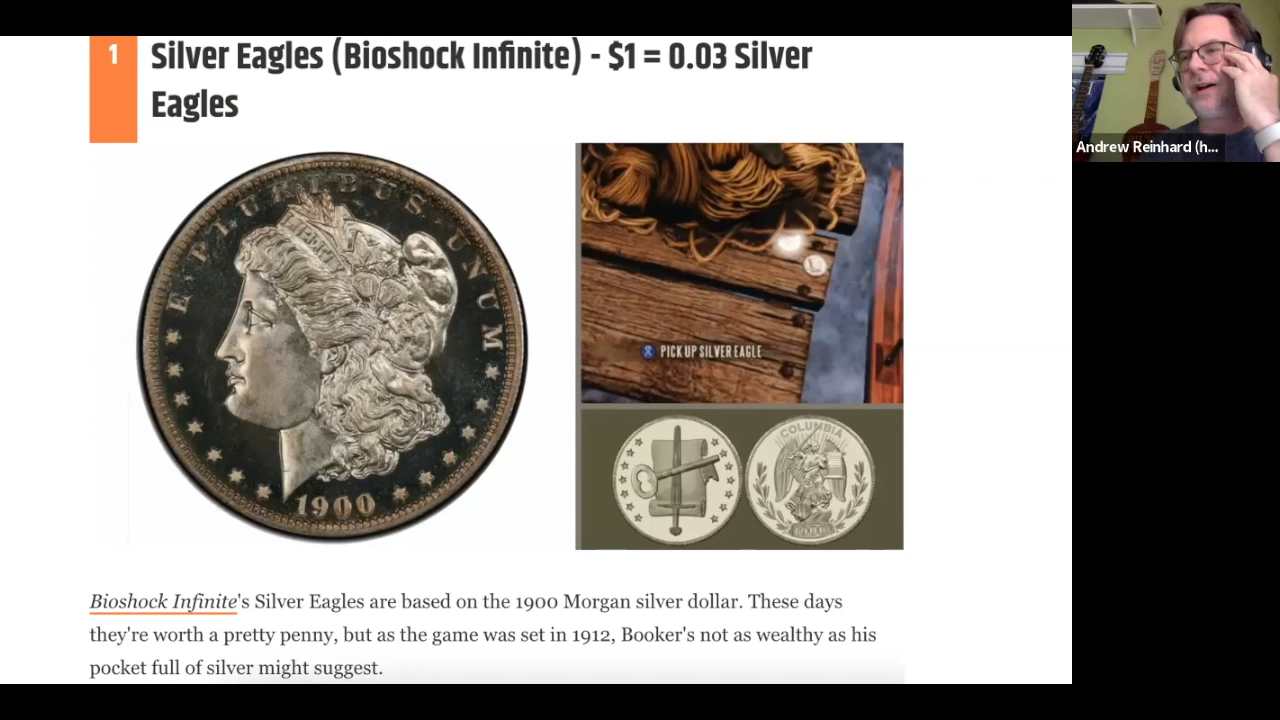 1
Silver Eagles (Bioshock Infinite) - $1 = 0.03 Silver
Eagles
E PLURIBUS UNUM
1900
PICK UP SILVER EAGLE
COLUMBIA
Bioshock Infinite's Silver Eagles are based on the 1900 Morgan silver dollar. These days
they're worth a pretty penny, but as the game was set in 1912, Booker's not as wealthy as his
pocket full of silver might suggest.
Andrew Reinhard (h...